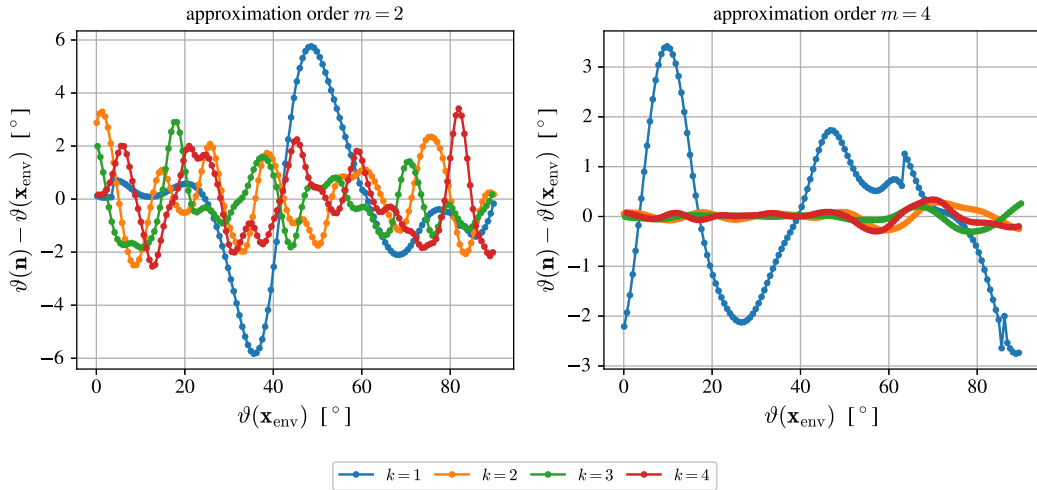 approximation order m = 2
approximation order m = 4
ϑ(n) − ϑ(x_env) [°]
6
4
2
0
−2
−4
−6
0 20 40 60 80
ϑ(x_env) [°]
ϑ(n) − ϑ(x_env) [°]
3
2
1
0
−1
−2
−3
0 20 40 60 80
ϑ(x_env) [°]
k = 1 k = 2 k = 3 k = 4